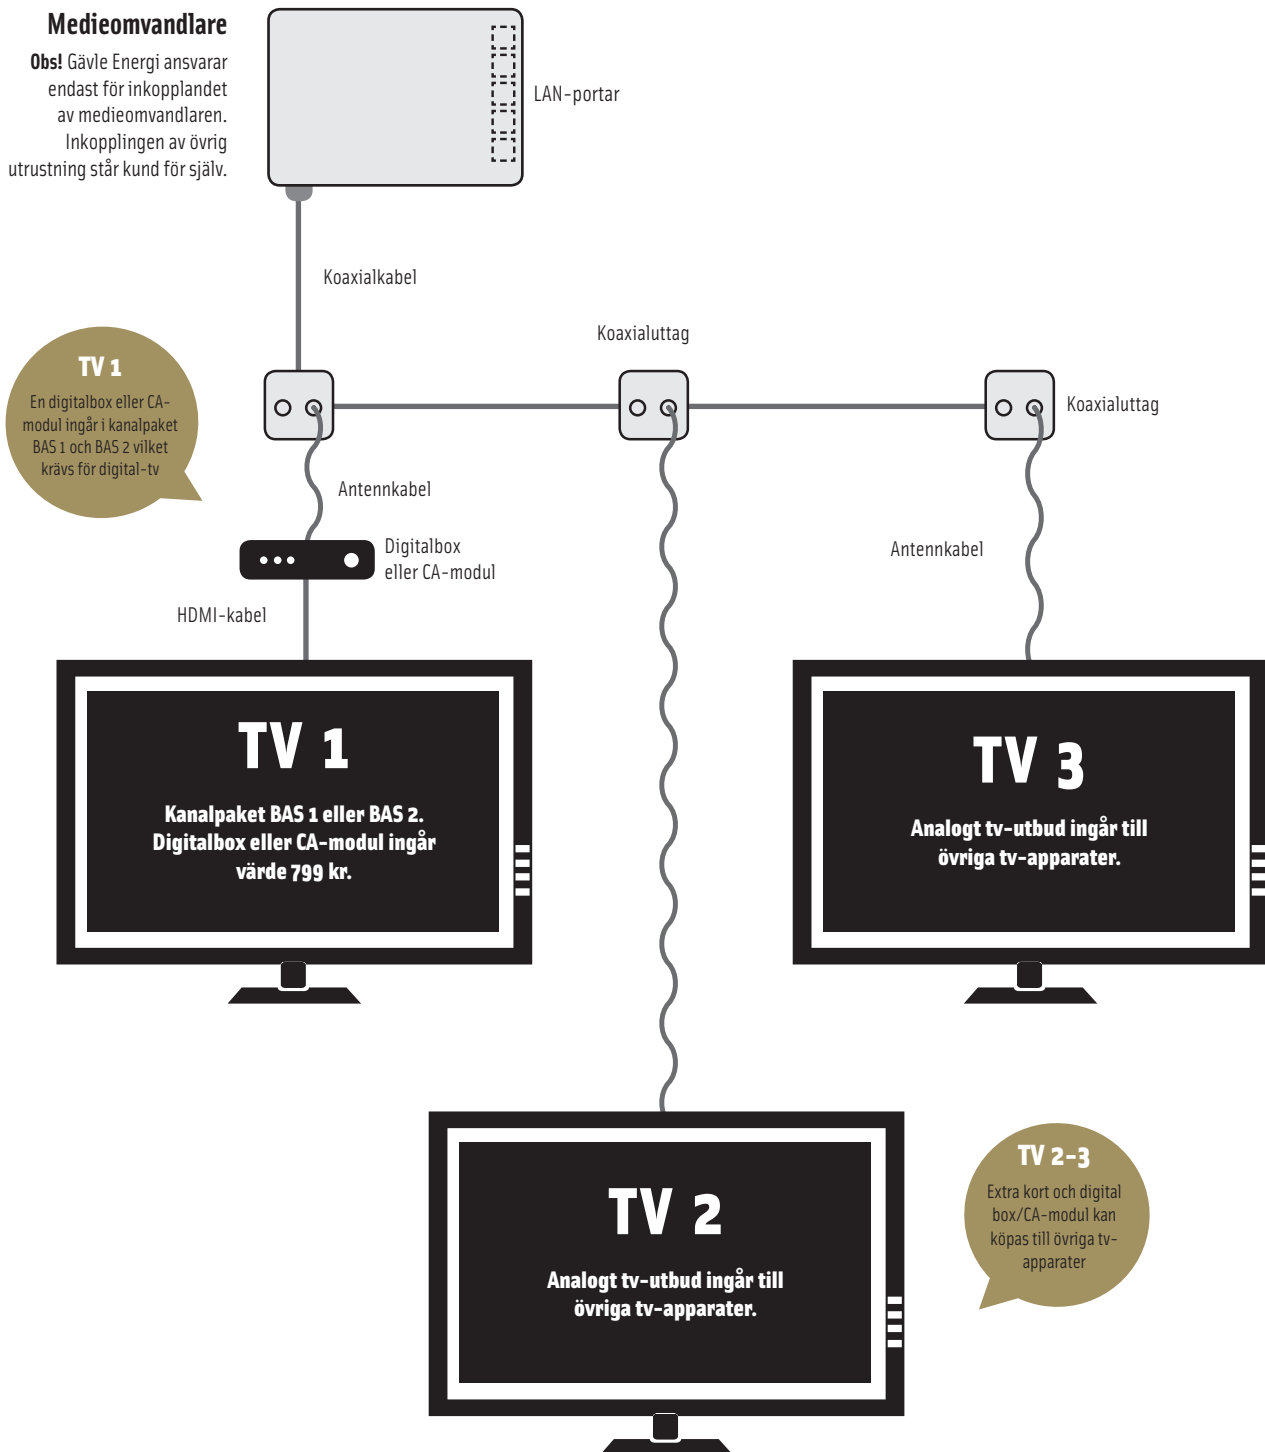 Medieomvandlare
Obs! Gävle Energi ansvarar
endast för inkopplandet
av medieomvandlaren.
Inkopplingen av övrig
utrustning står kund för själv.
LAN-portar
Koaxialkabel
Koaxialuttag
Koaxialuttag
TV 1
En digitalbox eller CA-
modul ingår i kanalpaket
BAS 1 och BAS 2 vilket
krävs för digital-tv
Antennkabel
Digitalbox
eller CA-modul
Antennkabel
HDMI-kabel
TV 1
Kanalpaket BAS 1 eller BAS 2.
Digitalbox eller CA-modul ingår
värde 799 kr.
TV 3
Analogt tv-utbud ingår till
övriga tv-apparater.
TV 2
Analogt tv-utbud ingår till
övriga tv-apparater.
TV 2-3
Extra kort och digital
box/CA-modul kan
köpas till övriga tv-
apparater